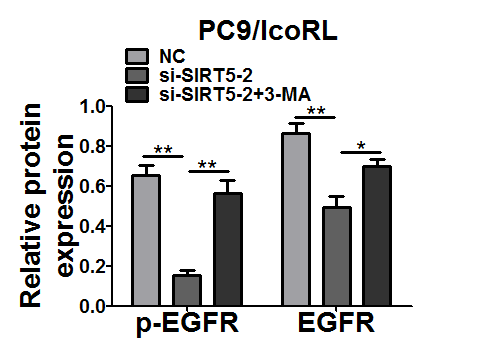 PC9/IcoRL
NC
si-SIRT5-2
si-SIRT5-2+3-MA
Relative protein
expression
1.0
0.8
0.6
0.4
0.2
0.0
** ** ** *
p-EGFR EGFR